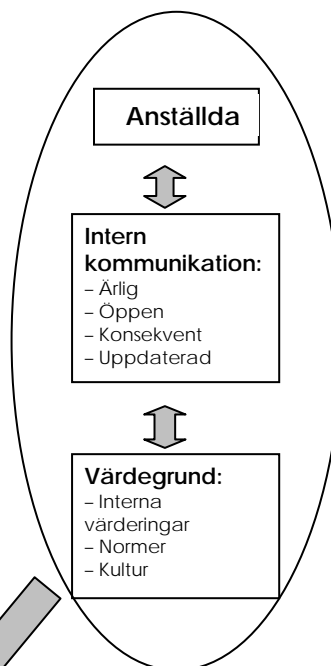 Anställda
Intern
kommunikation:
– Ärlig
– Öppen
– Konsekvent
– Uppdaterad
Värdegrund:
– Interna
värderingar
– Normer
– Kultur